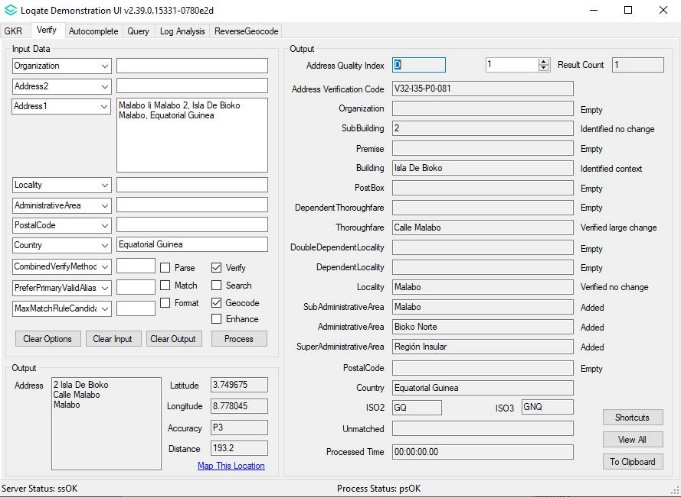 Loqate Demonstration UI v2.39.0.15331-0780e2d
GKR Verify Autocomplete Query Log Analysis ReverseGeocode
Input Data
Organization
Address2
Address1
Malabo Ii Malabo 2, Isla De Bioko
Malabo, Equatorial Guinea
Locality
AdministrativeArea
PostalCode
Country Equatorial Guinea
CombinedVerifyMethod Parse Verify
PreferPrimaryValidAlias Match Search
MaxMatchRuleCandida Format Geocode
Enhance
Clear Options Clear Input Clear Output Process
Output
Address
2 Isla De Bioko
Calle Malabo
Malabo
Latitude 3.749675
Longitude 8.778045
Accuracy P3
Distance 193.2
Map This Location
Output
Address Quality Index D 1 Result Count 1
Address Verification Code V32-I35-P0-081
Organization Empty
SubBuilding 2 Identified no change
Premise Empty
Building Isla De Bioko Identified context
PostBox Empty
DependentThoroughfare Empty
Thoroughfare Calle Malabo Verified large change
DoubleDependentLocality Empty
DependentLocality Empty
Locality Malabo Verified no change
SubAdministrativeArea Malabo Added
AdministrativeArea Bioko Norte Added
SuperAdministrativeArea Región Insular Added
PostalCode Empty
Country Equatorial Guinea
ISO2 GQ ISO3 GNQ
Unmatched
Processed Time 00:00:00.00
Shortcuts
View All
To Clipboard
Server Status: ssOK Process Status: psOK